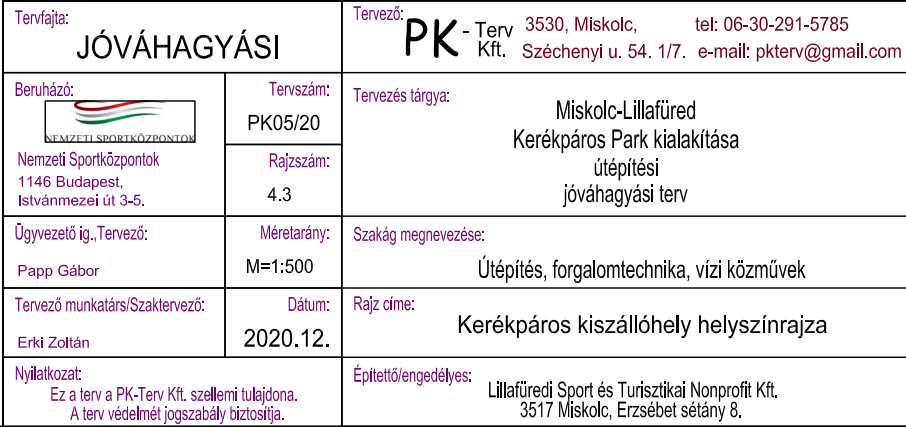 Tervfajta:
JÓVÁHAGYÁSI
Tervező:
PK - Terv Kft.
3530, Miskolc, tel: 06-30-291-5785
Széchenyi u. 54. 1/7. e-mail: pkterv@gmail.com
Beruházó:
NEMZETI SPORTKÖZPONTOK
Nemzeti Sportközpontok
1146 Budapest,
Istvánmezei út 3-5.
Tervszám:
PK05/20
Rajzszám:
4.3
Tervezés tárgya:
Miskolc-Lillafüred
Kerékpáros Park kialakítása
útépítési
jóváhagyási terv
Ügyvezető ig.,Tervező:
Papp Gábor
Méretarány:
M=1:500
Szakág megnevezése:
Útépítés, forgalomtechnika, vízi közművek
Tervező munkatárs/Szaktervező:
Erki Zoltán
Dátum:
2020.12.
Rajz címe:
Kerékpáros kiszállóhely helyszínrajza
Nyilatkozat:
Ez a terv a PK-Terv Kft. szellemi tulajdona.
A terv védelmét jogszabály biztosítja.
Építtető/engedélyes:
Lillafüredi Sport és Turisztikai Nonprofit Kft.
3517 Miskolc, Erzsébet sétány 8.